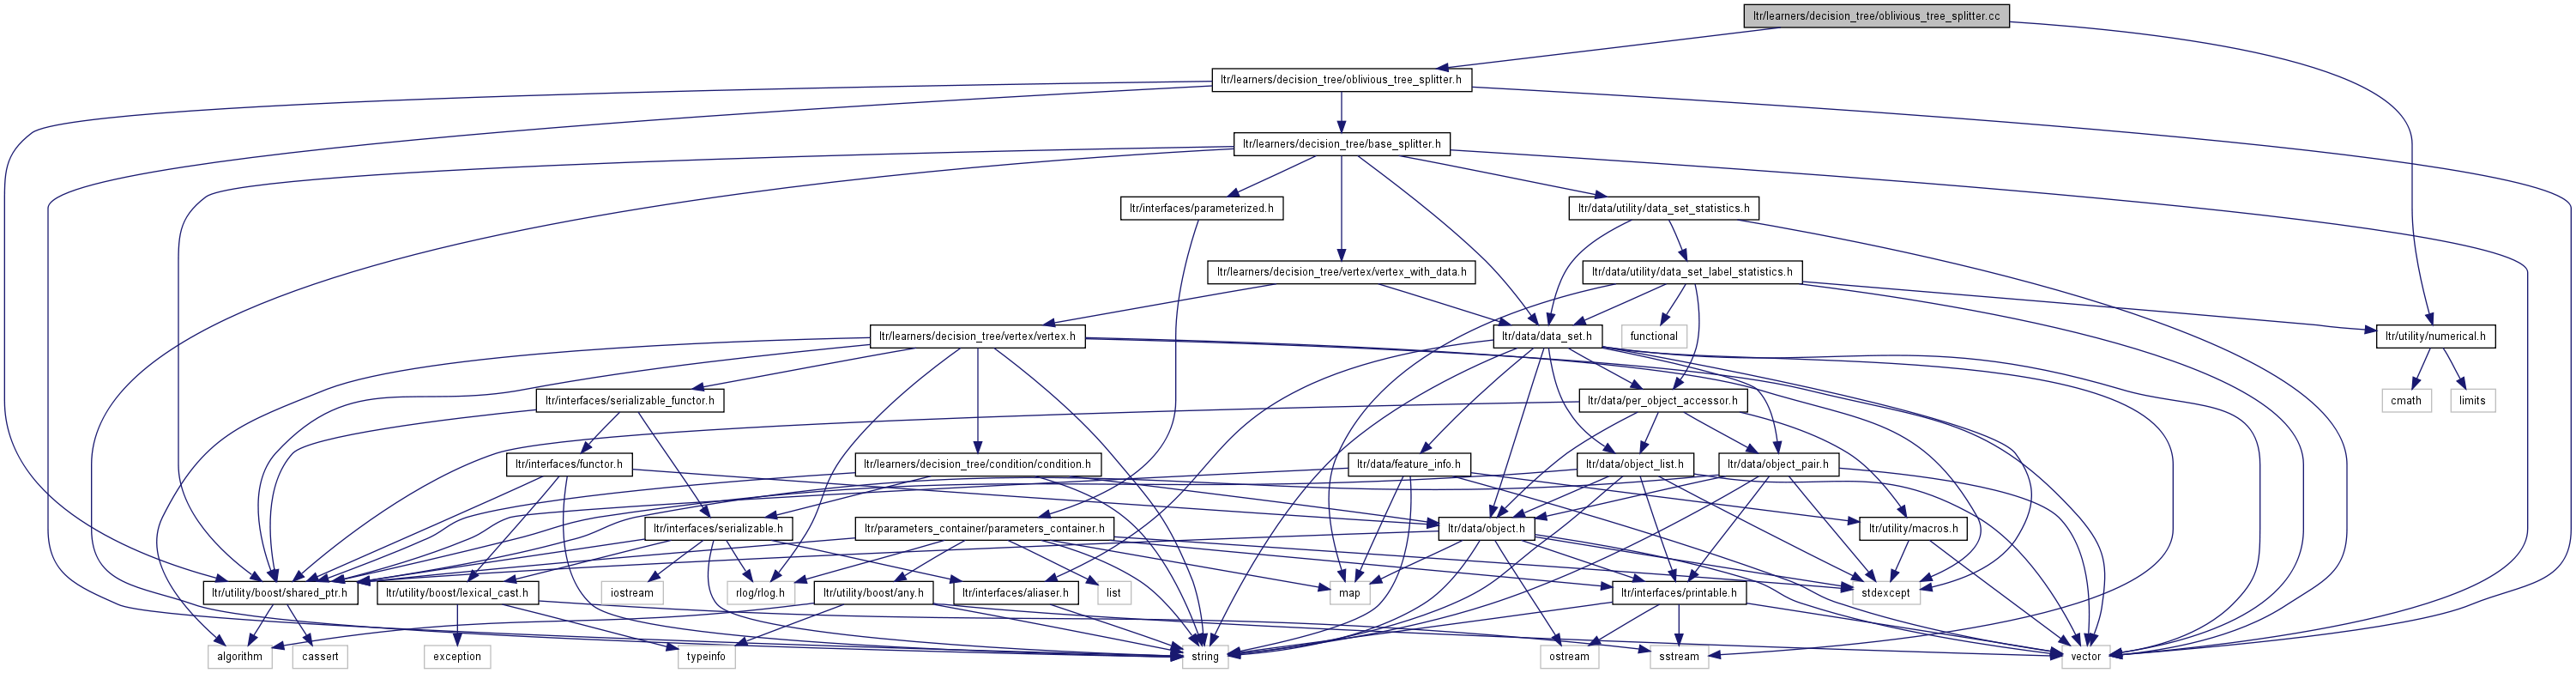 ltr/learners/decision_tree/oblivious_tree_splitter.cc
ltr/learners/decision_tree/oblivious_tree_splitter.h
ltr/learners/decision_tree/base_splitter.h
ltr/interfaces/parameterized.h
ltr/data/utility/data_set_statistics.h
ltr/learners/decision_tree/vertex/vertex_with_data.h
ltr/data/utility/data_set_label_statistics.h
ltr/learners/decision_tree/vertex/vertex.h
ltr/data/data_set.h
functional
ltr/utility/numerical.h
ltr/interfaces/serializable_functor.h
ltr/data/per_object_accessor.h
cmath
limits
ltr/interfaces/functor.h
ltr/learners/decision_tree/condition/condition.h
ltr/data/feature_info.h
ltr/data/object_list.h
ltr/data/object_pair.h
ltr/interfaces/serializable.h
ltr/parameters_container/parameters_container.h
ltr/data/object.h
ltr/utility/macros.h
ltr/utility/boost/shared_ptr.h
ltr/utility/boost/lexical_cast.h
iostream
rlog/rlog.h
ltr/utility/boost/any.h
ltr/interfaces/aliaser.h
list
map
ltr/interfaces/printable.h
stdexcept
algorithm
cassert
exception
typeinfo
string
ostream
sstream
vector